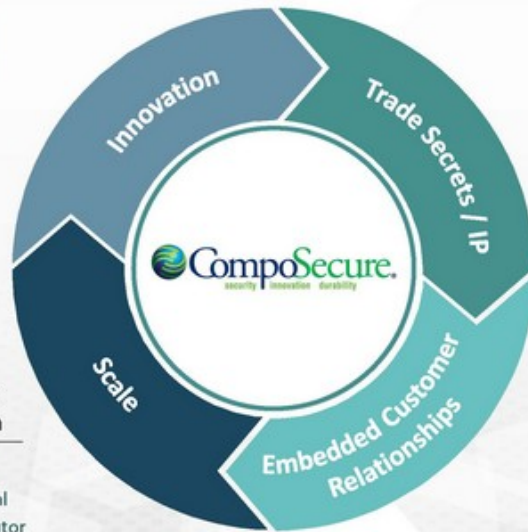 Innovation
Trade Secrets / IP
CompoSecure.
security | innovation | durability
Scale
Embedded Customer
Relationships